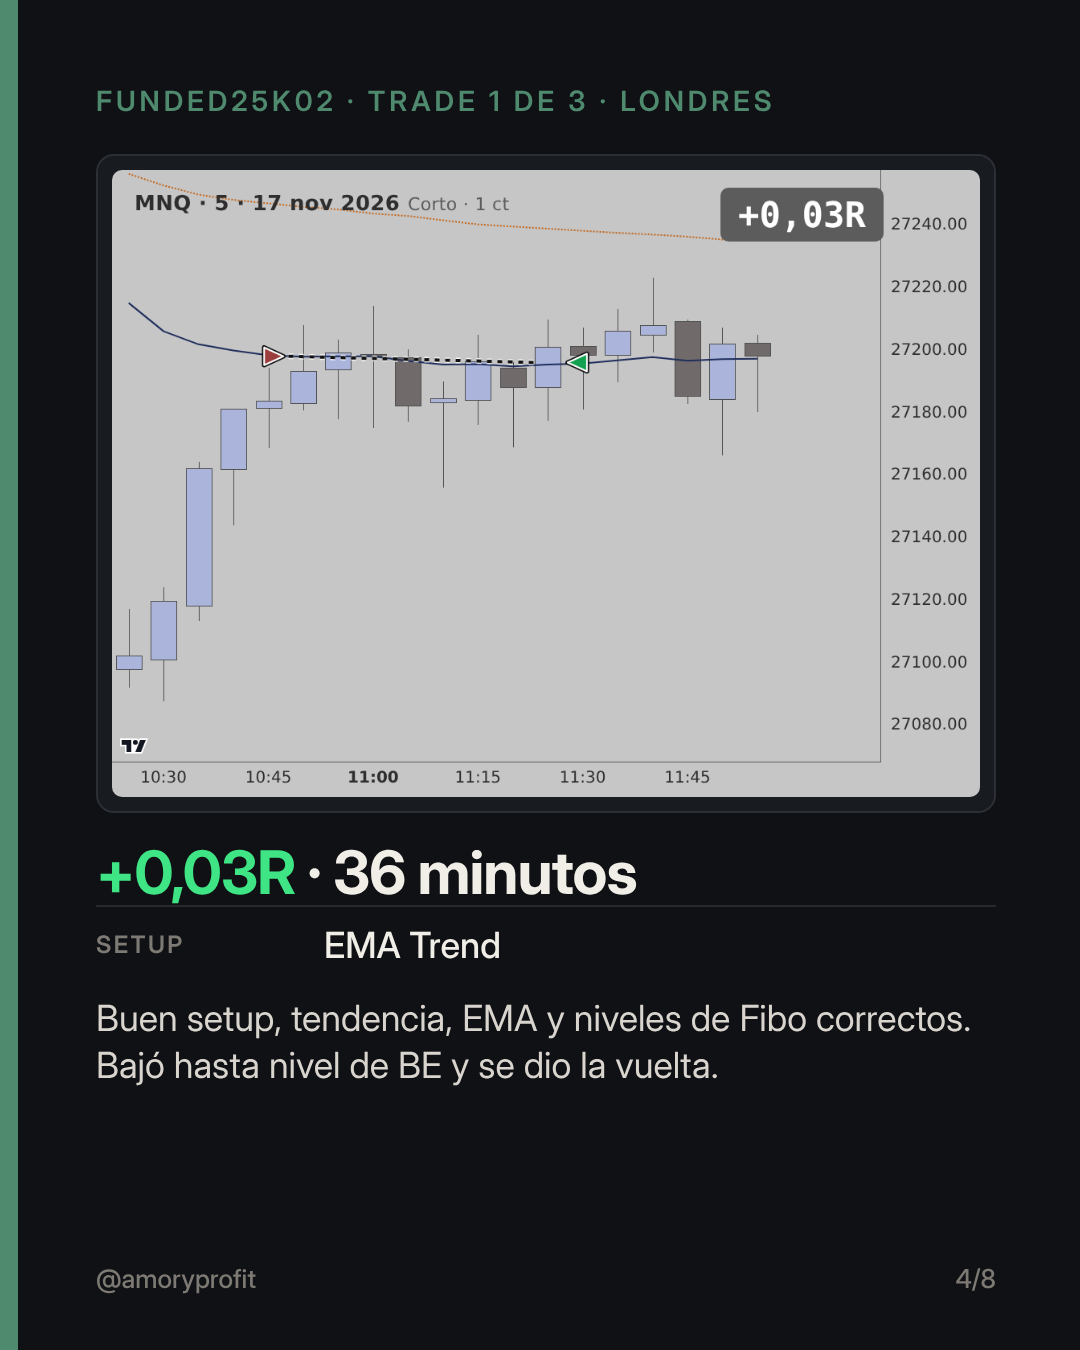 FUNDED25K02 · TRADE 1 DE 3 · LONDRES
MNQ · 5 · 17 nov 2026 Corto · 1 ct
+0,03R
27240.00
27220.00
27200.00
27180.00
27160.00
27140.00
27120.00
27100.00
27080.00
10:30 10:45 11:00 11:15 11:30 11:45
+0,03R · 36 minutos
SETUP EMA Trend
Buen setup, tendencia, EMA y niveles de Fibo correctos.
Bajó hasta nivel de BE y se dio la vuelta.
@amoryprofit 4/8